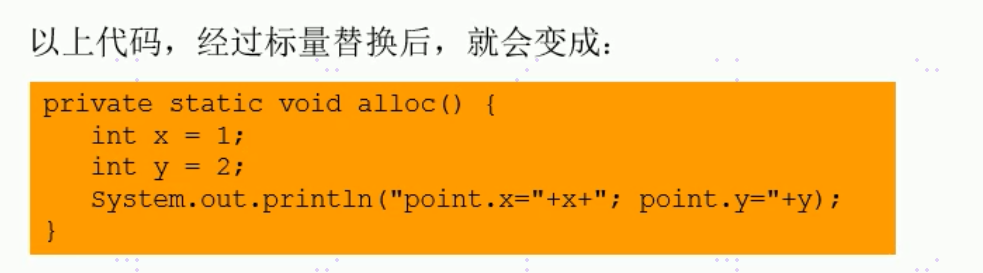 以上代码，经过标量替换后，就会变成：
private static void alloc() {
   int x = 1;
   int y = 2;
   System.out.println("point.x="+x+"; point.y="+y);
}